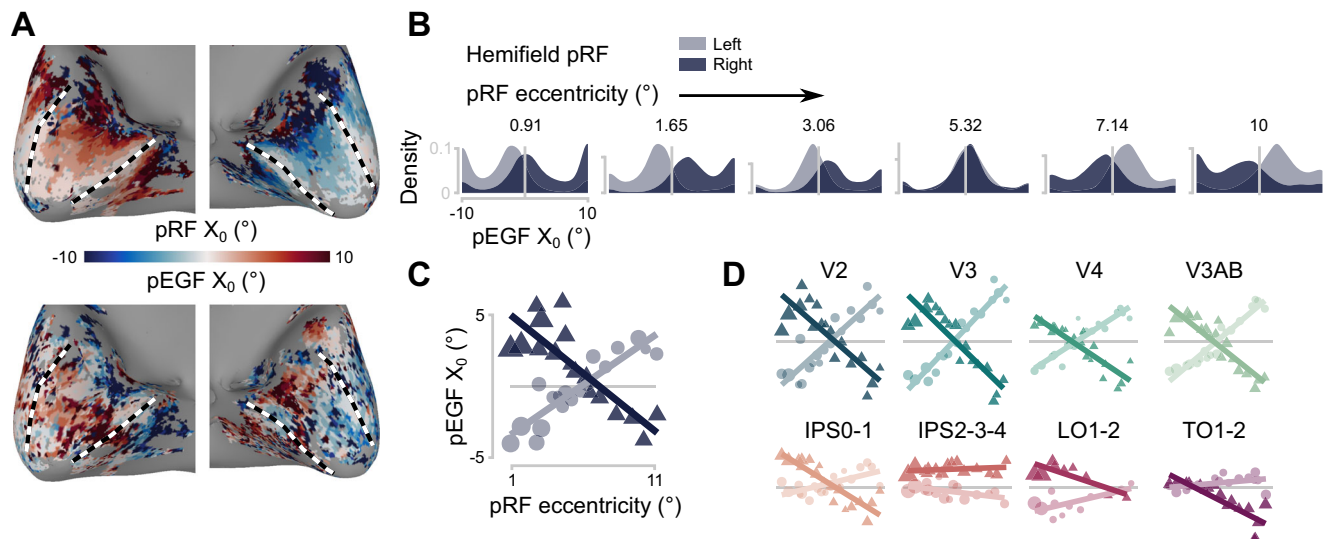 A
pRF X₀ (°)
-10 10
pEGF X₀ (°)
B
Hemifield pRF
Left
Right
pRF eccentricity (°)
0.91 1.65 3.06 5.32 7.14 10
Density
0.1
0
-10 10
pEGF X₀ (°)
C
pEGF X₀ (°)
5
-5
1 11
pRF eccentricity (°)
D
V2 V3 V4 V3AB
IPS0-1 IPS2-3-4 LO1-2 TO1-2